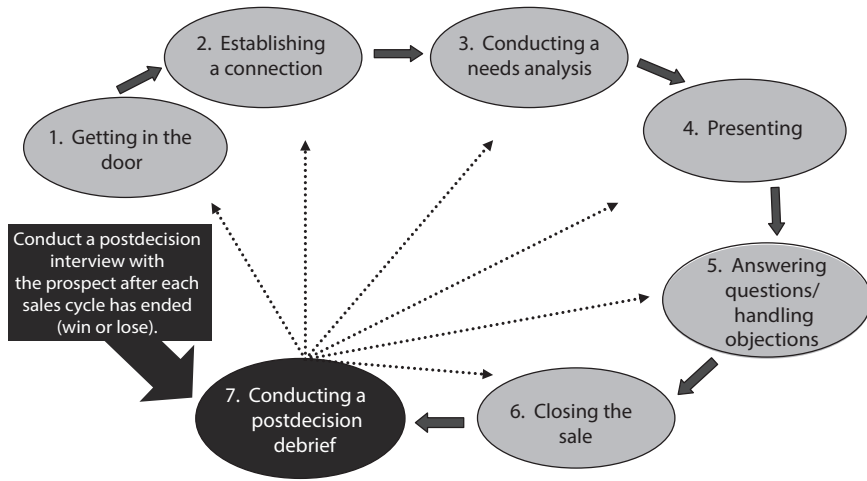 1. Getting in the
door
2. Establishing
a connection
3. Conducting a
needs analysis
4. Presenting
5. Answering
questions/
handling
objections
6. Closing the
sale
7. Conducting a
postdecision
debrief
Conduct a postdecision
interview with
the prospect after each
sales cycle has ended
(win or lose).